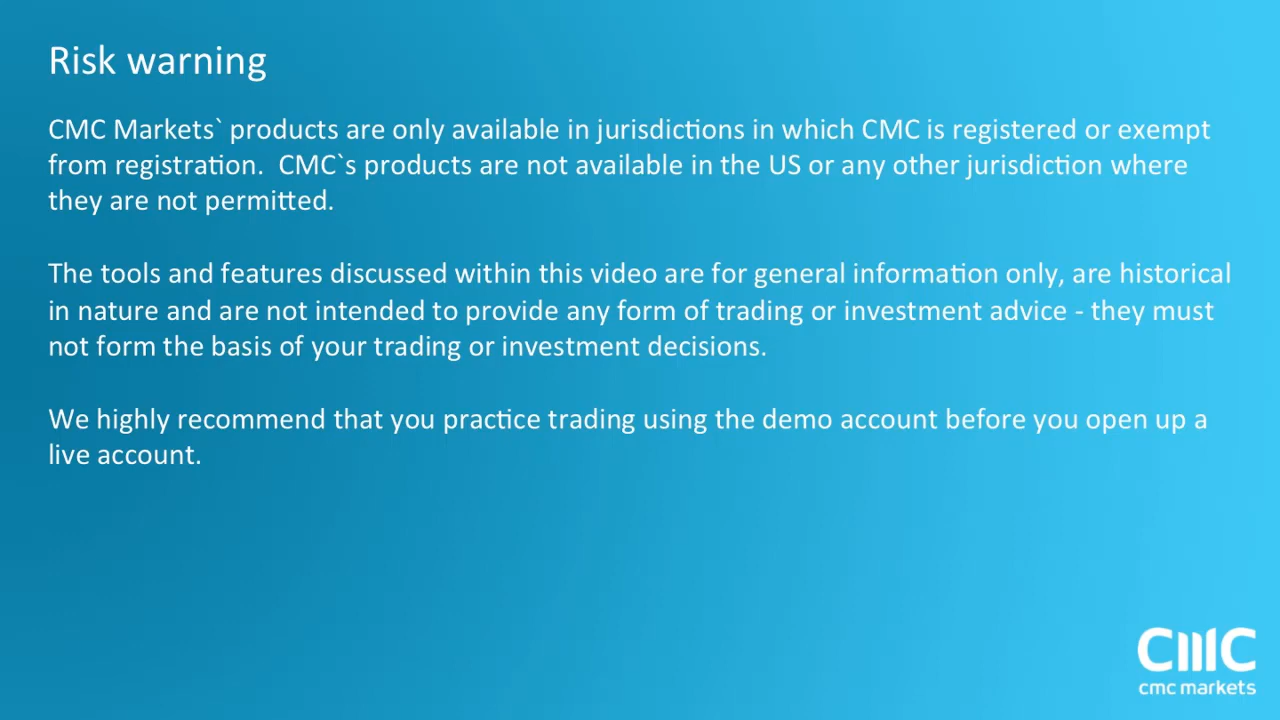 Risk warning
CMC Markets` products are only available in jurisdictions in which CMC is registered or exempt
from registration.  CMC`s products are not available in the US or any other jurisdiction where
they are not permitted.
The tools and features discussed within this video are for general information only, are historical
in nature and are not intended to provide any form of trading or investment advice - they must
not form the basis of your trading or investment decisions.
We highly recommend that you practice trading using the demo account before you open up a
live account.
CMC
cmc markets